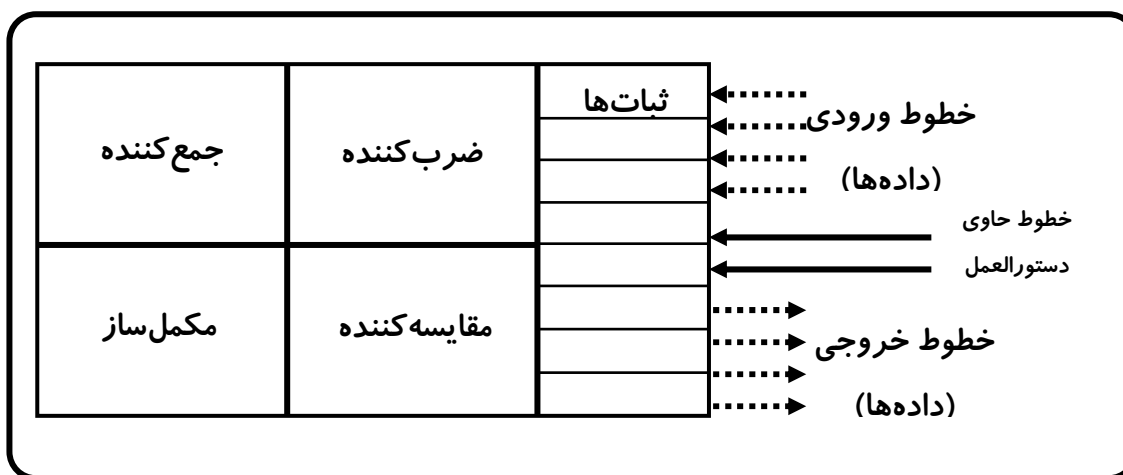 ثبات‌ها
خطوط ورودی
(داده‌ها)
ضرب‌کننده
جمع‌کننده
خطوط حاوی
دستورالعمل
مقایسه‌کننده
مکمل‌ساز
خطوط خروجی
(داده‌ها)